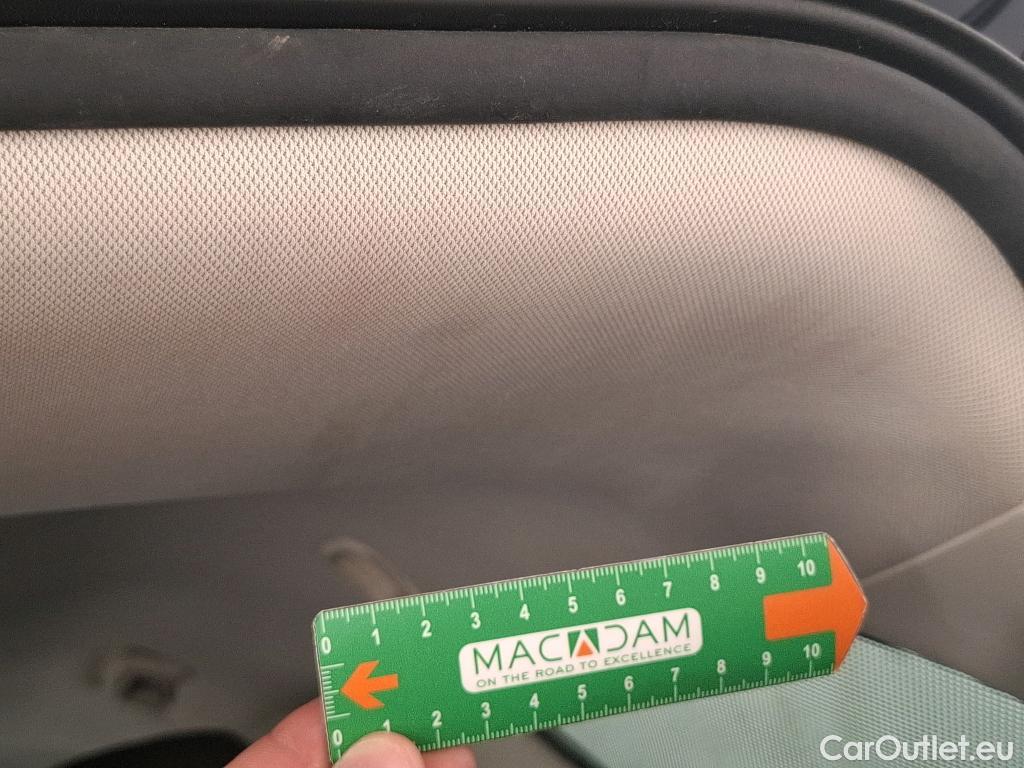 0 1 2 3 4 5 6 7 8 9 10
MACADAM
ON THE ROAD TO EXCELLENCE
0 1 2 3 4 5 6 7 8 9 10
CarOutlet.eu